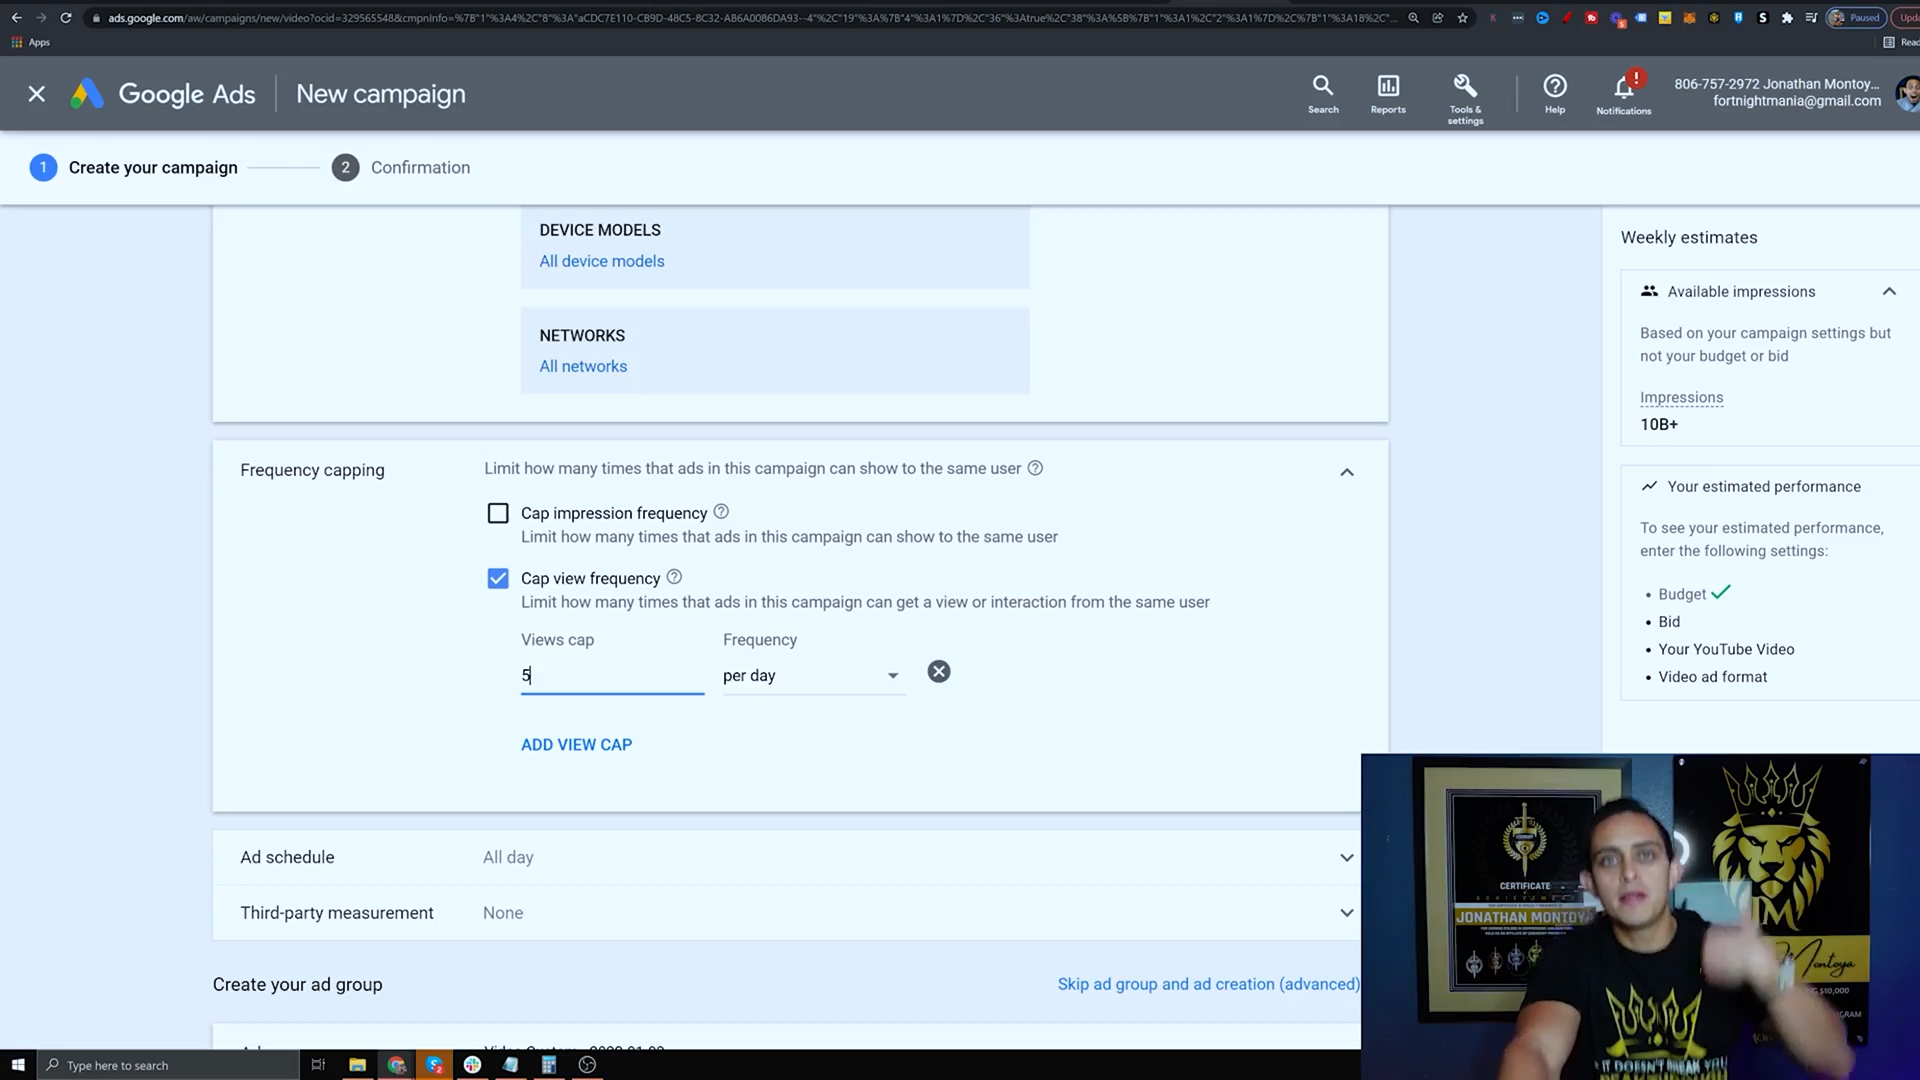 ads.google.com/aw/campaigns/new/video?ocid=329565548&cmpnInfo=%7B"1"%3A4%2C"8"%3A"aCDC7E110-CB9D-48C5-8C32-AB6A0086DA93--4"%2C"19"%3A%7B"4"%3A1%7D%2C"36"%3Atrue%2C"38"%3A%5B%7B"1"%3A1%2C"2"%3A1%7D%2C%7B"1"%3A18%2C"...
Paused
Upda
Apps
Read
Google Ads
New campaign
Search
Reports
Tools & settings
Help
Notifications
806-757-2972 Jonathan Montoy...
fortnightmania@gmail.com
1 Create your campaign
2 Confirmation
DEVICE MODELS
All device models
NETWORKS
All networks
Frequency capping
Limit how many times that ads in this campaign can show to the same user
Cap impression frequency
Limit how many times that ads in this campaign can show to the same user
Cap view frequency
Limit how many times that ads in this campaign can get a view or interaction from the same user
Views cap
Frequency
5
per day
ADD VIEW CAP
Ad schedule
All day
Third-party measurement
None
Create your ad group
Skip ad group and ad creation (advanced)
Weekly estimates
Available impressions
Based on your campaign settings but
not your budget or bid
Impressions
10B+
Your estimated performance
To see your estimated performance,
enter the following settings:
• Budget
• Bid
• Your YouTube Video
• Video ad format
CERTIFICATE
JONATHAN MONTOYA
JM
Montoya
$10,000
IF IT DOESN'T BREAK YOU
Type here to search